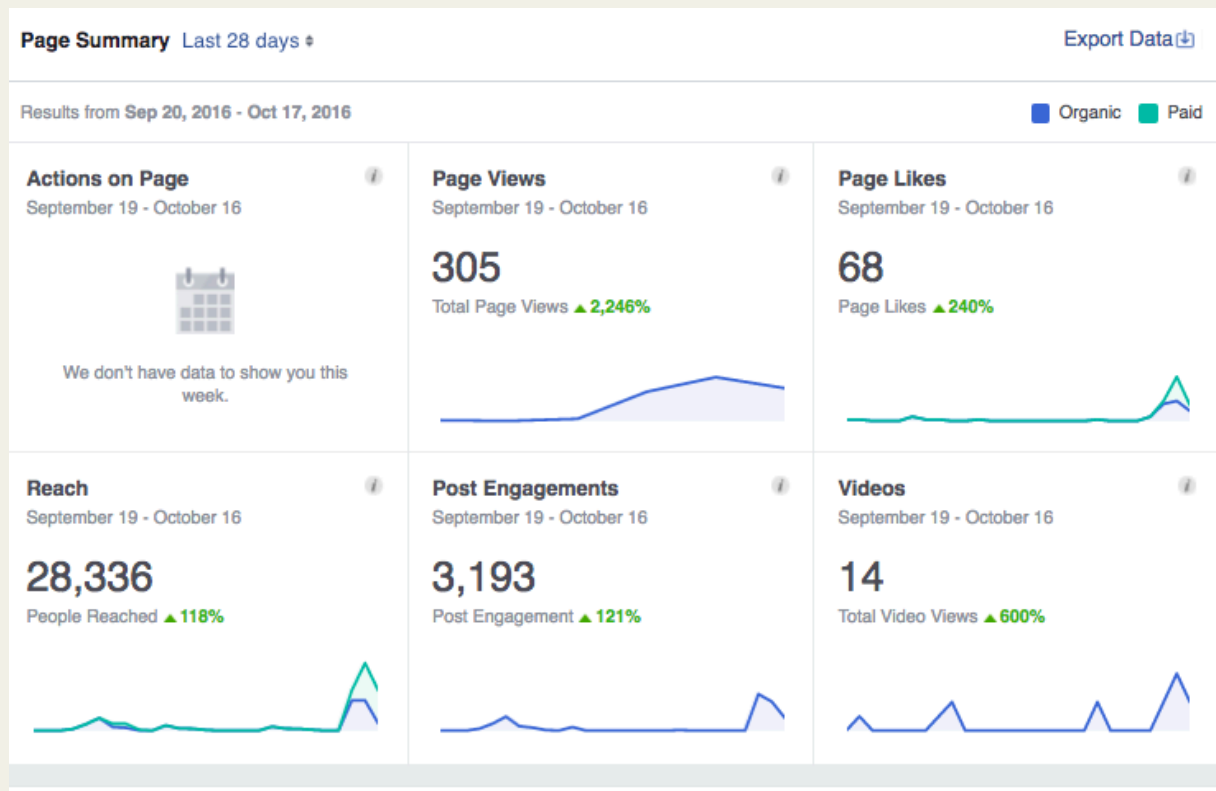 Page Summary Last 28 days
Export Data
Results from Sep 20, 2016 - Oct 17, 2016
Organic Paid
Actions on Page
September 19 - October 16
We don't have data to show you this
week.
Page Views
September 19 - October 16
305
Total Page Views ▲ 2,246%
Page Likes
September 19 - October 16
68
Page Likes ▲ 240%
Reach
September 19 - October 16
28,336
People Reached ▲ 118%
Post Engagements
September 19 - October 16
3,193
Post Engagement ▲ 121%
Videos
September 19 - October 16
14
Total Video Views ▲ 600%